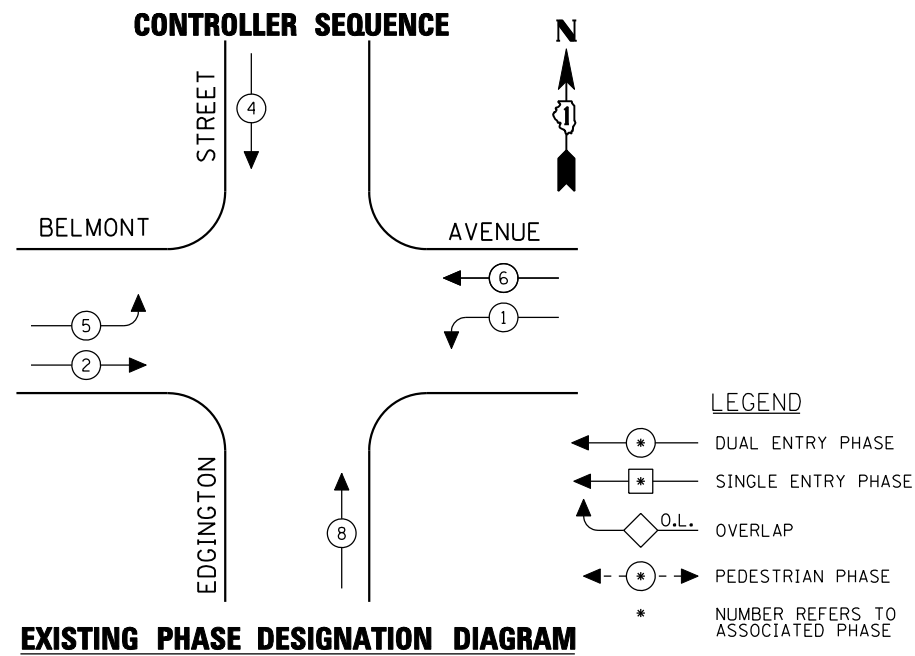 CONTROLLER SEQUENCE
N
STREET
4
1
BELMONT
AVENUE
6
5
1
2
LEGEND
* DUAL ENTRY PHASE
* SINGLE ENTRY PHASE
O.L. OVERLAP
* PEDESTRIAN PHASE
* NUMBER REFERS TO
ASSOCIATED PHASE
EDGINGTON
8
EXISTING PHASE DESIGNATION DIAGRAM